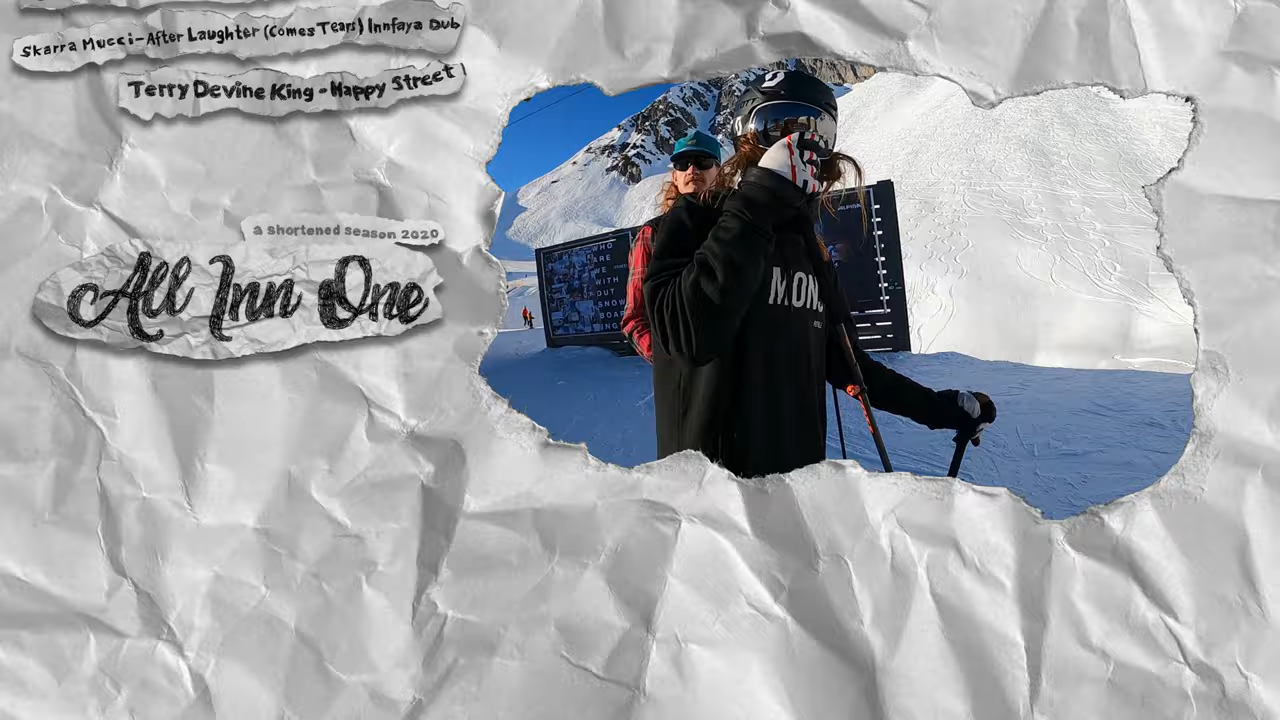 Skarra Mucci-After Laughter (Comes Tears) Innfaya Dub
Terry Devine King - Happy Street
a shortened season 2020
All Inn One
WHO
ARE
WE
WITH
OUT
SNOW
BOAR
ING
MONS